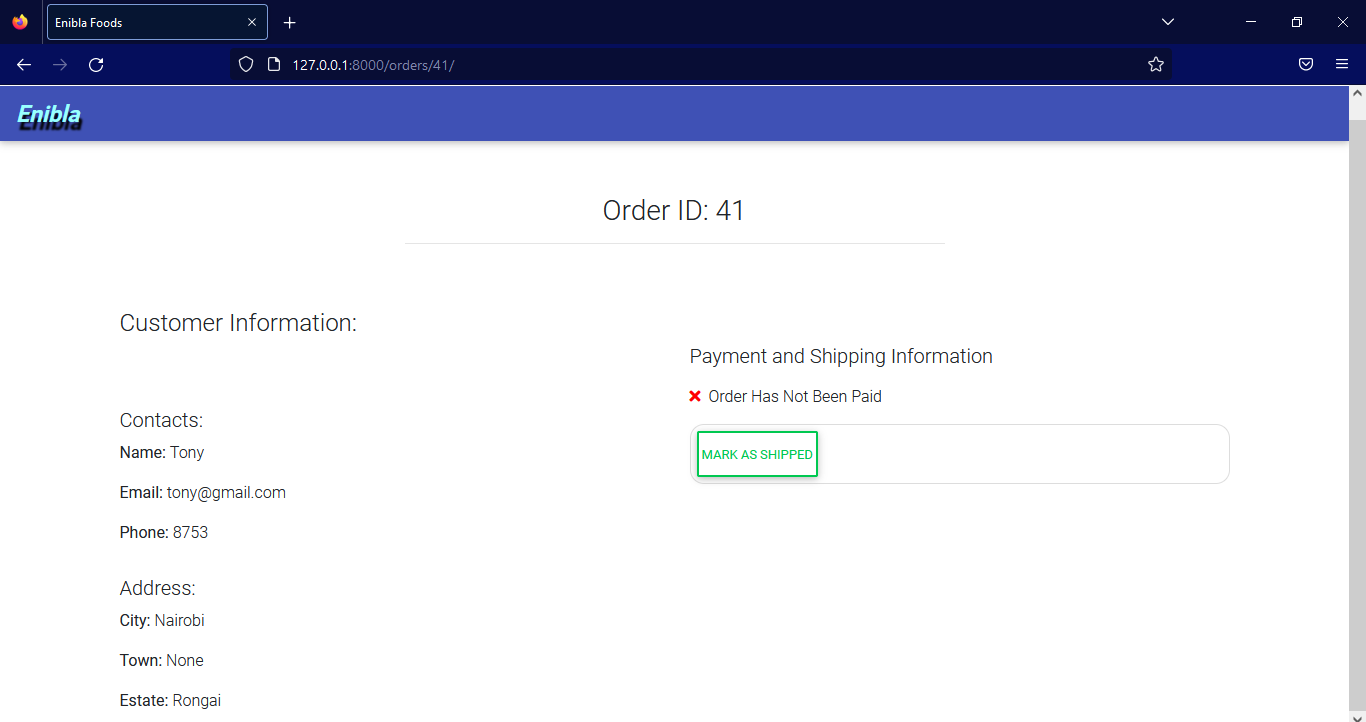 Enibla Foods
127.0.0.1:8000/orders/41/
Enibla
Order ID: 41
Customer Information:
Contacts:
Name: Tony
Email: tony@gmail.com
Phone: 8753
Address:
City: Nairobi
Town: None
Estate: Rongai
Payment and Shipping Information
Order Has Not Been Paid
MARK AS SHIPPED